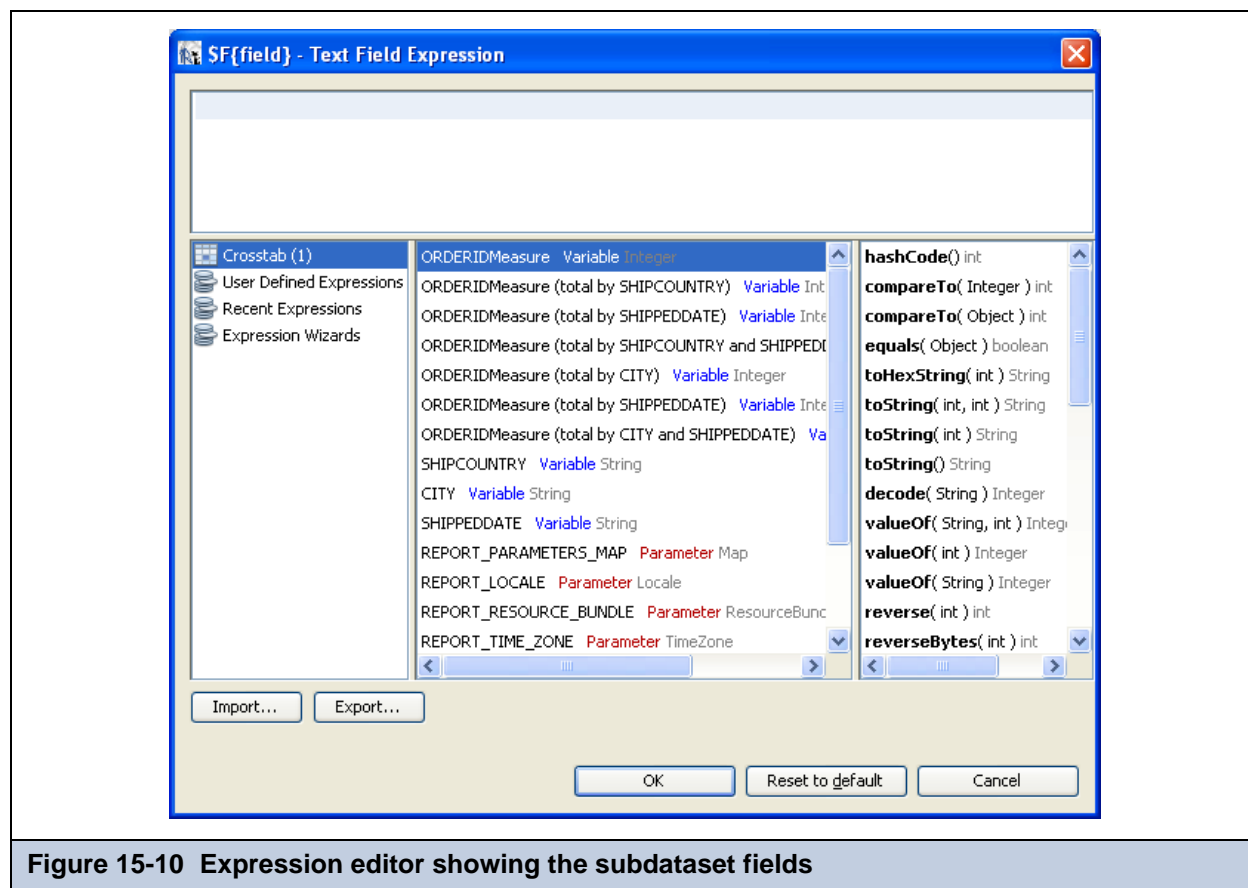 $F{field} - Text Field Expression
Crosstab (1)
User Defined Expressions
Recent Expressions
Expression Wizards
ORDERIDMeasure Variable Integer
ORDERIDMeasure (total by SHIPCOUNTRY) Variable Int
ORDERIDMeasure (total by SHIPPEDDATE) Variable Inte
ORDERIDMeasure (total by SHIPCOUNTRY and SHIPPED
ORDERIDMeasure (total by CITY) Variable Integer
ORDERIDMeasure (total by SHIPPEDDATE) Variable Inte
ORDERIDMeasure (total by CITY and SHIPPEDDATE) Va
SHIPCOUNTRY Variable String
CITY Variable String
SHIPPEDDATE Variable String
REPORT_PARAMETERS_MAP Parameter Map
REPORT_LOCALE Parameter Locale
REPORT_RESOURCE_BUNDLE Parameter ResourceBunc
REPORT_TIME_ZONE Parameter TimeZone
hashCode() int
compareTo( Integer ) int
compareTo( Object ) int
equals( Object ) boolean
toHexString( int ) String
toString( int, int ) String
toString( int ) String
toString() String
decode( String ) Integer
valueOf( String, int ) Integ
valueOf( int ) Integer
valueOf( String ) Integer
reverse( int ) int
reverseBytes( int ) int
Import...
Export...
OK
Reset to default
Cancel
Figure 15-10 Expression editor showing the subdataset fields